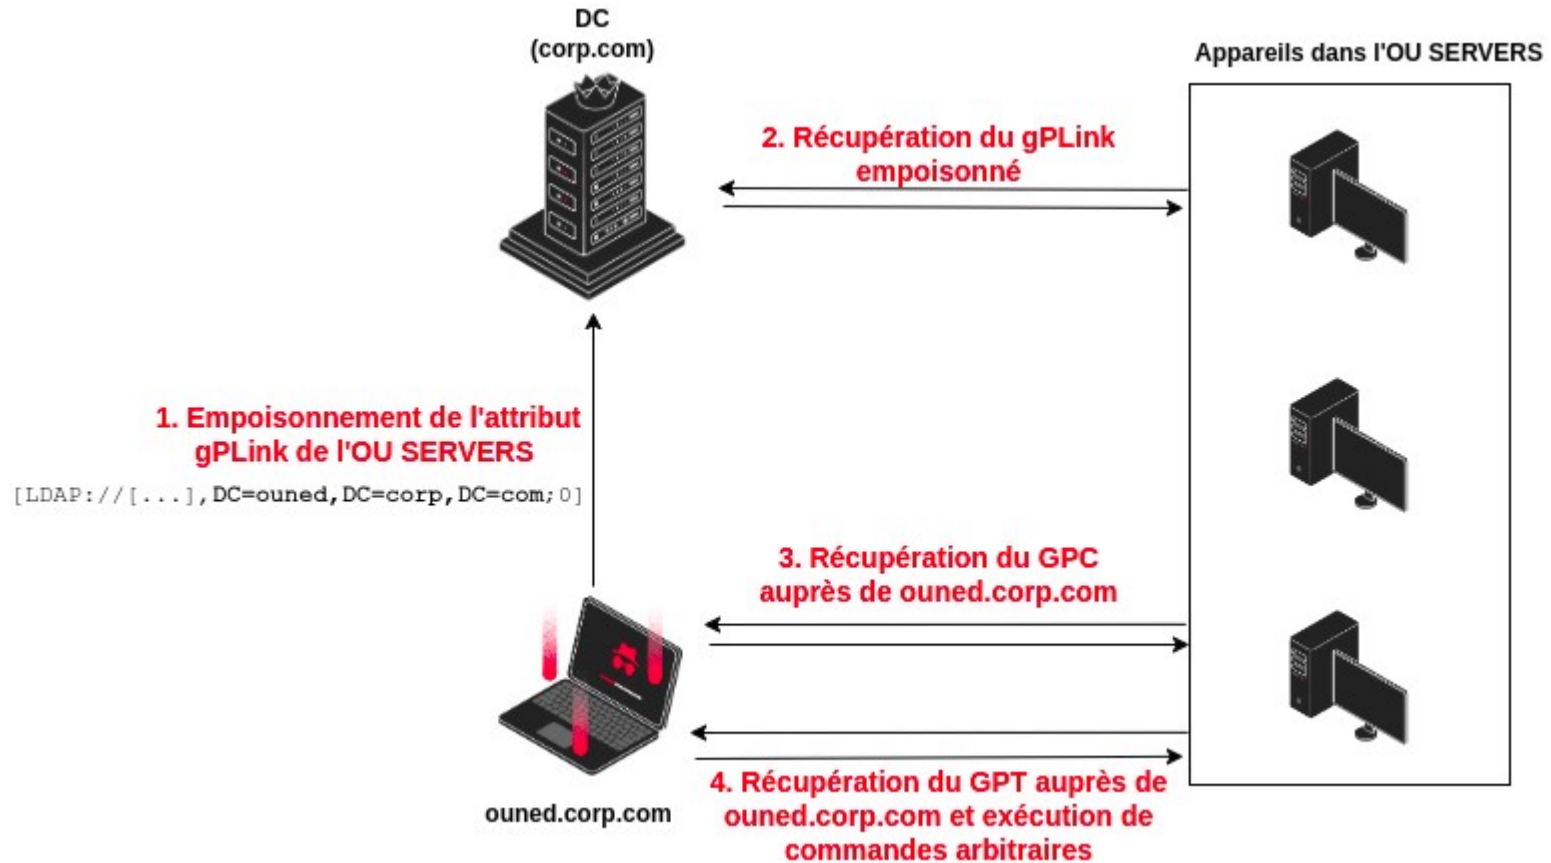 DC
(corp.com)
Appareils dans l'OU SERVERS
2. Récupération du gPLink
empoisonné
1. Empoisonnement de l'attribut
gPLink de l'OU SERVERS
[LDAP://[...],DC=ouned,DC=corp,DC=com;0]
3. Récupération du GPC
auprès de ouned.corp.com
ouned.corp.com
4. Récupération du GPT auprès de
ouned.corp.com et exécution de
commandes arbitraires